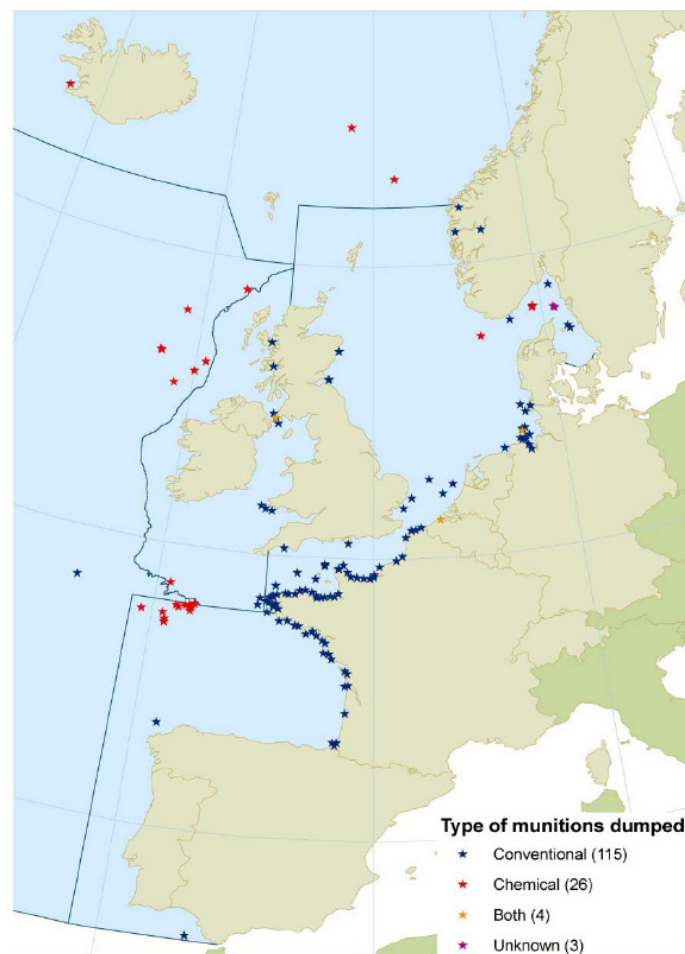 Type of munitions dumped
Conventional (115)
Chemical (26)
Both (4)
Unknown (3)